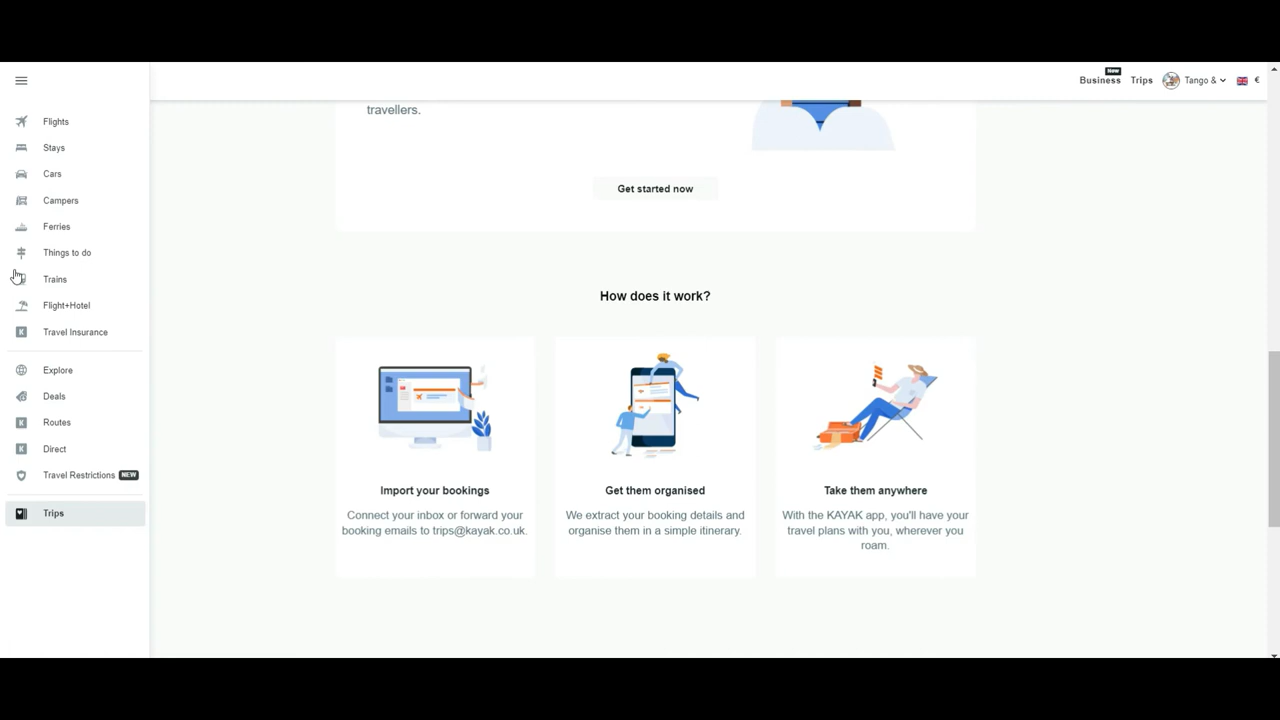 New
Business Trips Tango & €
Flights
Stays
Cars
Campers
Ferries
Things to do
Trains
Flight+Hotel
Travel Insurance
Explore
Deals
Routes
Direct
Travel Restrictions NEW
Trips
travellers.
Get started now
How does it work?
Import your bookings
Connect your inbox or forward your
booking emails to trips@kayak.co.uk.
Get them organised
We extract your booking details and
organise them in a simple itinerary.
Take them anywhere
With the KAYAK app, you'll have your
travel plans with you, wherever you
roam.